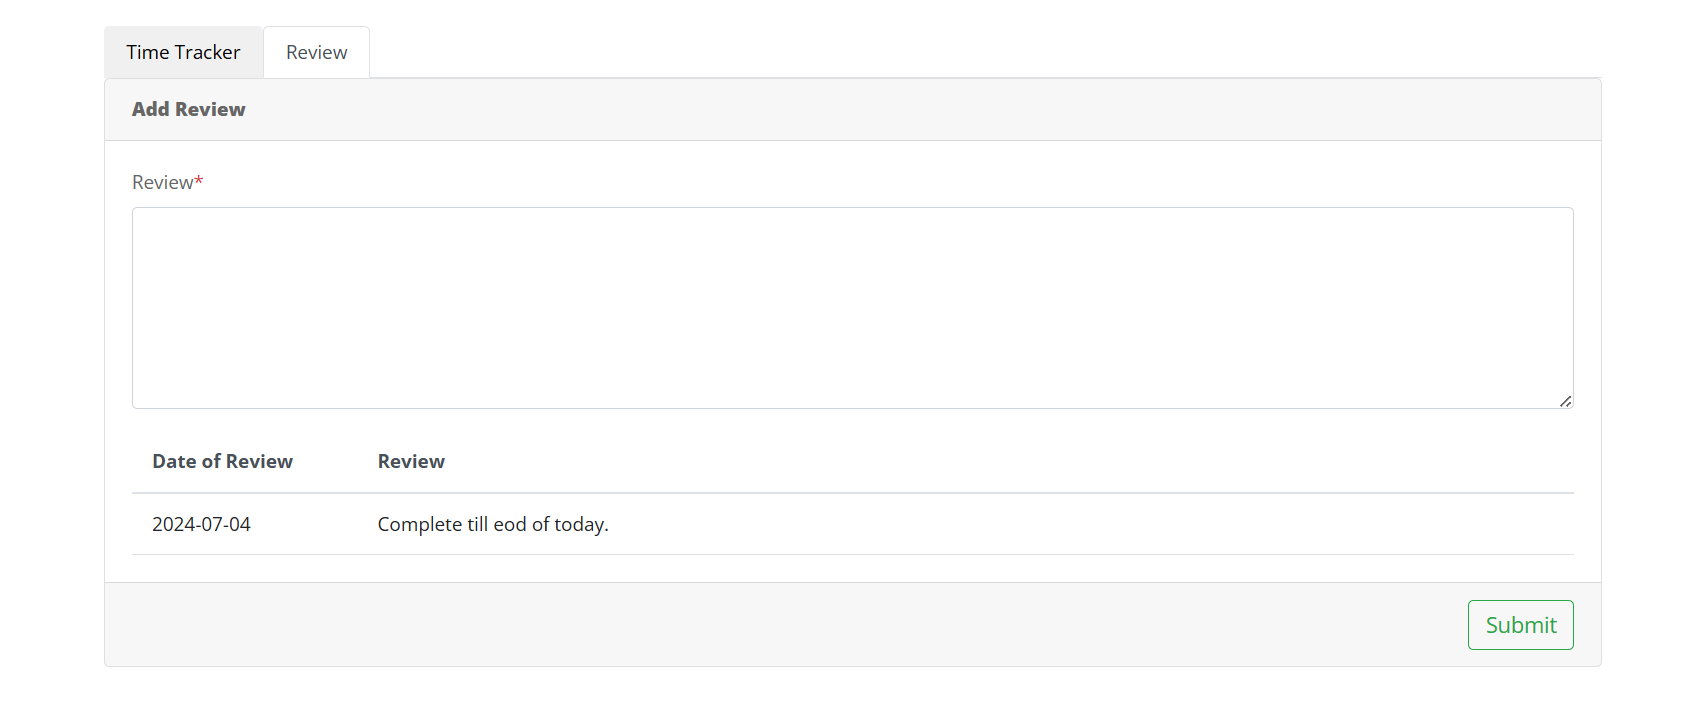 Time Tracker Review
Add Review
Review*
Date of Review Review
2024-07-04 Complete till eod of today.
Submit